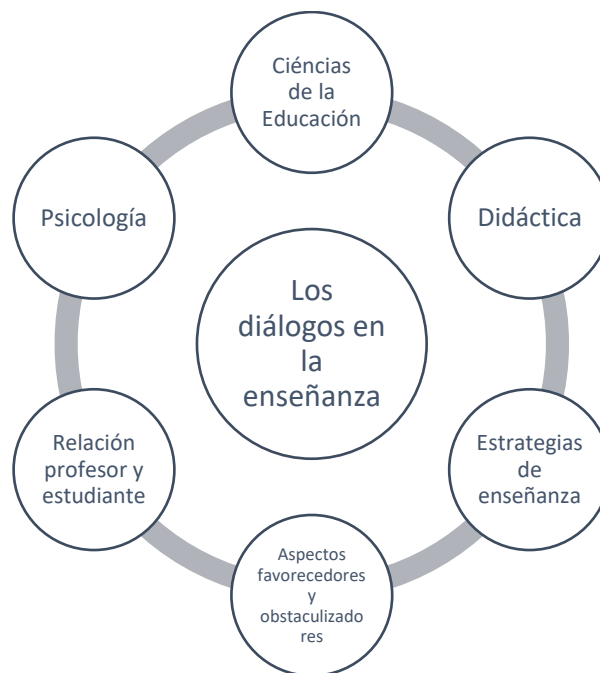 Ciéncias
de la
Educación
Psicología
Didáctica
Los
diálogos en
la
enseñanza
Relación
profesor y
estudiante
Estrategias
de
enseñanza
Aspectos
favorecedores
y
obstaculizado
res